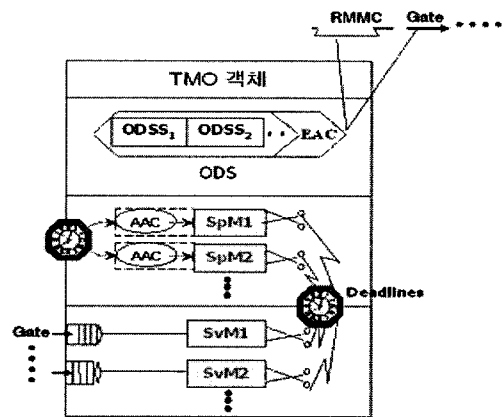 RMMC Gate
TMO 객체
ODSS1 ODSS2 EAC
ODS
AAC SpM1
AAC SpM2
Deadlines
Gate SvM1
SvM2